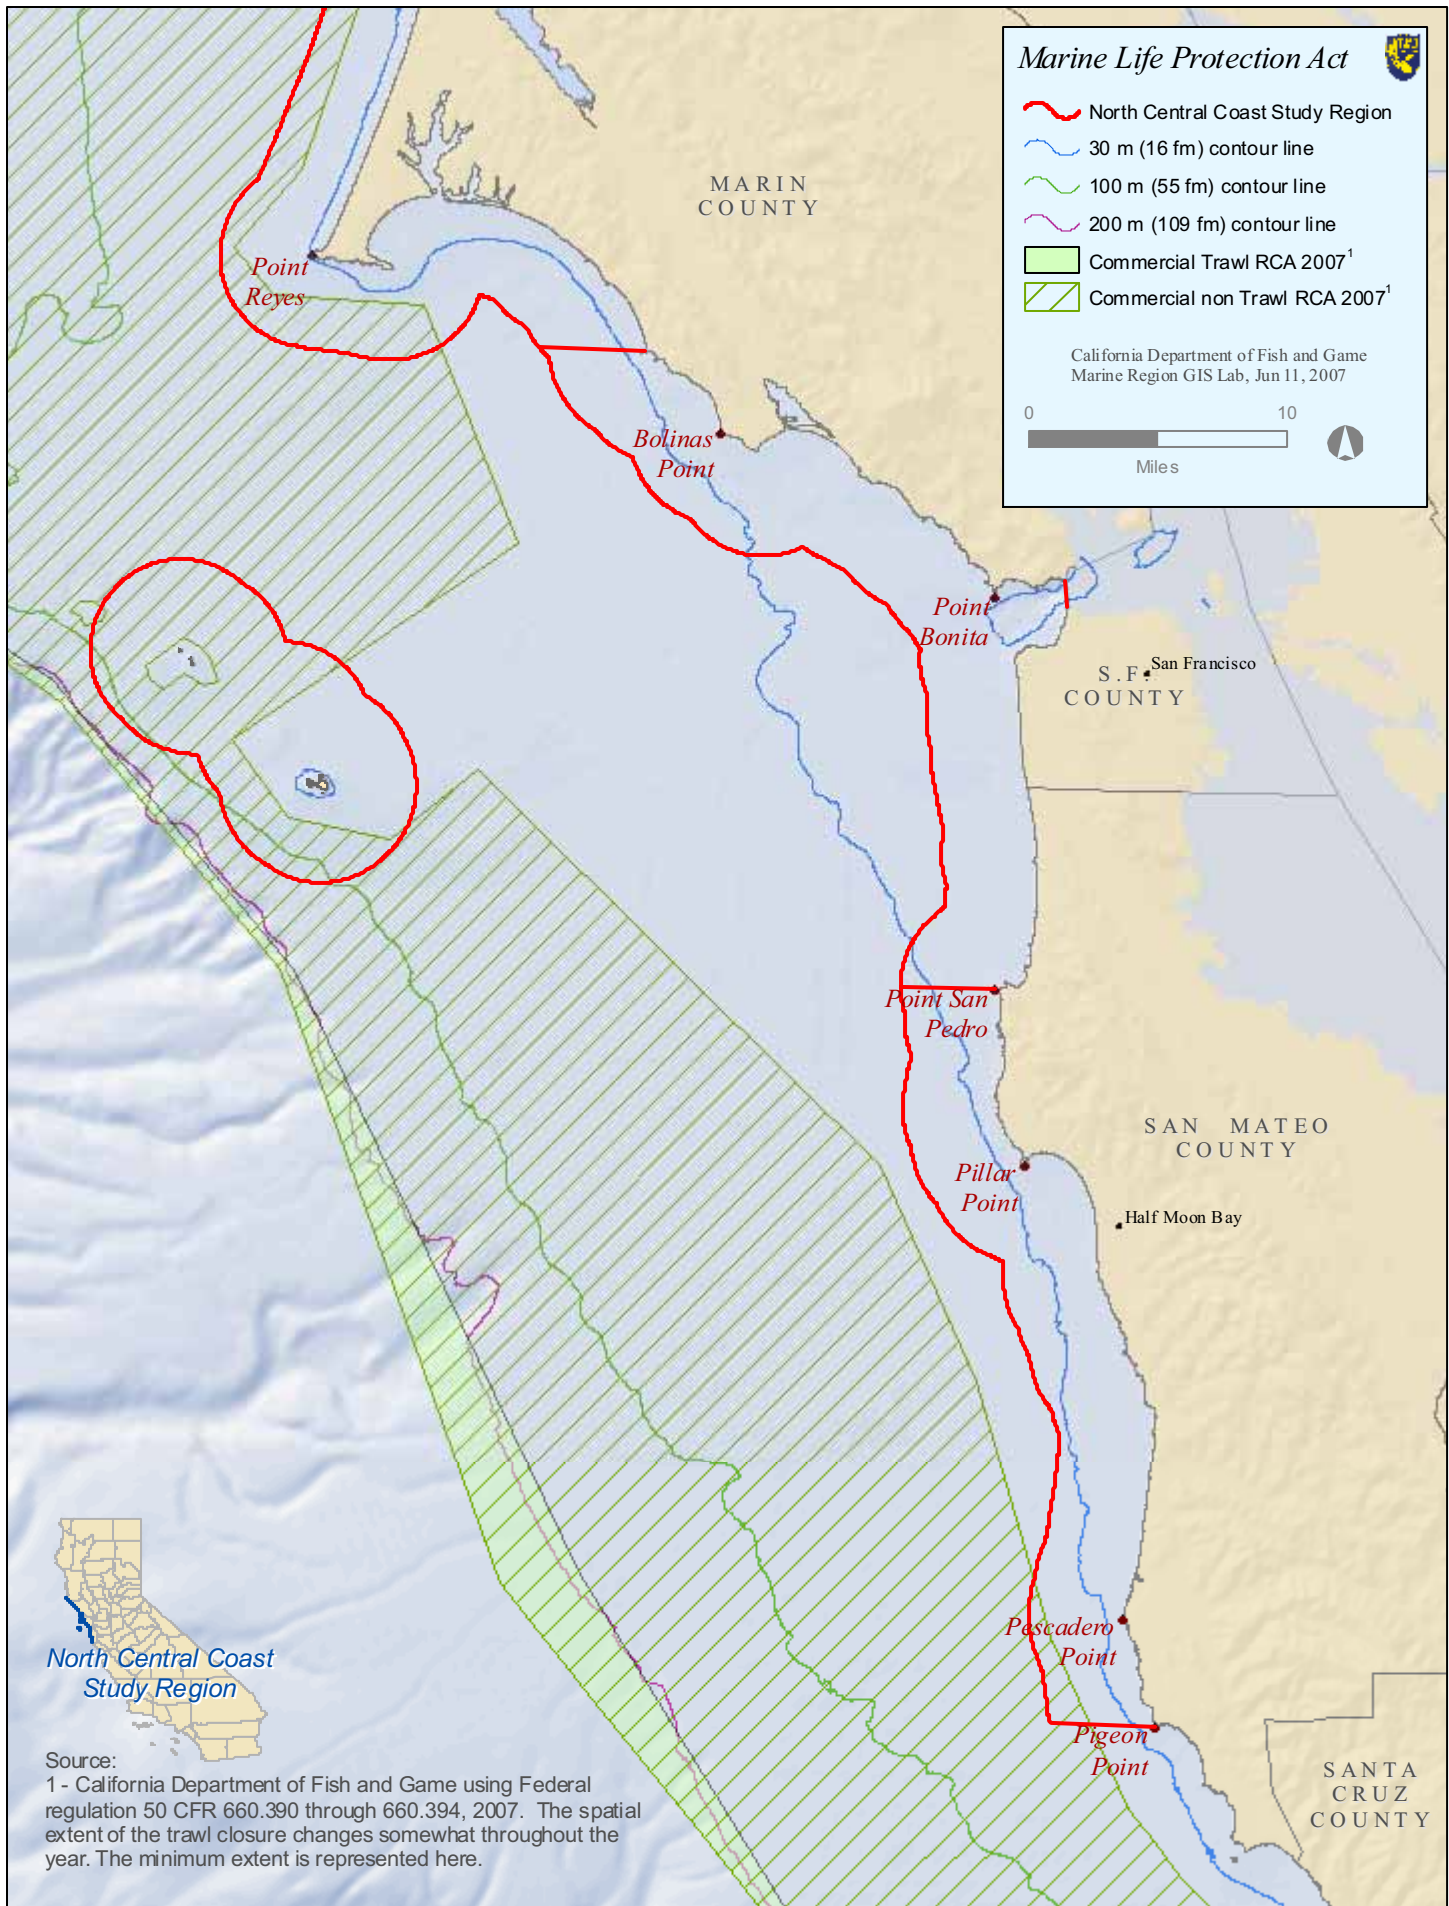 Marine Life Protection Act
North Central Coast Study Region
30 m (16 fm) contour line
100 m (55 fm) contour line
200 m (109 fm) contour line
Commercial Trawl RCA 2007¹
Commercial non Trawl RCA 2007¹
California Department of Fish and Game
Marine Region GIS Lab, Jun 11, 2007
0 10
Miles
MARIN
COUNTY
Point
Reyes
Bolinas
Point
Point
Bonita
San Francisco
S.F.
COUNTY
Point San
Pedro
SAN MATEO
COUNTY
Pillar
Point
Half Moon Bay
Pescadero
Point
Pigeon
Point
SANTA
CRUZ
COUNTY
North Central Coast
Study Region
Source:
1 - California Department of Fish and Game using Federal
regulation 50 CFR 660.390 through 660.394, 2007. The spatial
extent of the trawl closure changes somewhat throughout the
year. The minimum extent is represented here.